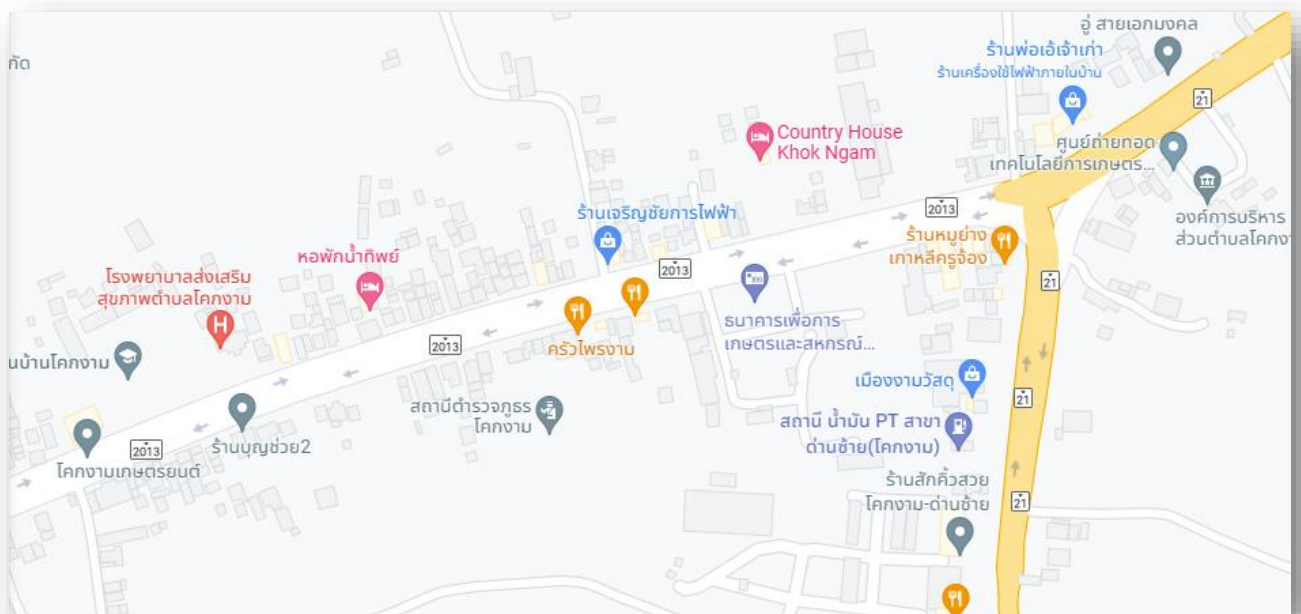 อู่ สายเอกมงคล
กัด
ร้านพ่อเอ้เจ้าเก่า
ร้านเครื่องใช้ไฟฟ้าภายในบ้าน
21
Country House
Khok Ngam
ศูนย์ถ่ายทอด
เทคโนโลยีการเกษตร...
2013
องค์การบริหาร
ส่วนตำบลโคกงา
ร้านเจริญชัยการไฟฟ้า
ร้านหมูย่าง
เกาหลีครูจ้อง
หอพักน้ำทิพย์
โรงพยาบาลส่งเสริม
สุขภาพตำบลโคกงาม
2013
21
ธนาคารเพื่อการ
เกษตรและสหกรณ์...
2013
ครัวไพรงาม
นบ้านโคกงาม
เมืองงามวัสดุ
21
สถานีตำรวจภูธร
โคกงาม
สถานี น้ำมัน PT สาขา
ด่านซ้าย(โคกงาม)
2013
ร้านบุญช่วย2
โคกงามเกษตรยนต์
ร้านสักคิ้วสวย
โคกงาม-ด่านซ้าย
21